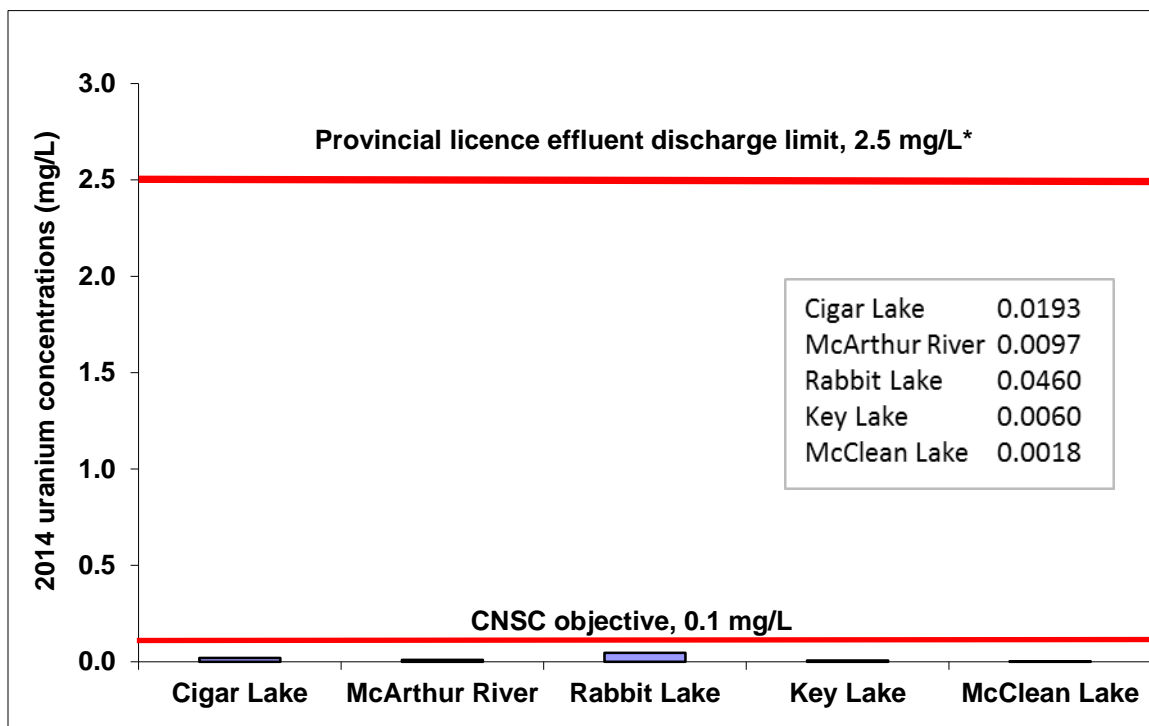 3.0
Provincial licence effluent discharge limit, 2.5 mg/L*
2.5
2.0
1.5
1.0
0.5
0.0
2014 uranium concentrations (mg/L)
Cigar Lake 0.0193
McArthur River 0.0097
Rabbit Lake 0.0460
Key Lake 0.0060
McClean Lake 0.0018
CNSC objective, 0.1 mg/L
Cigar Lake McArthur River Rabbit Lake Key Lake McClean Lake